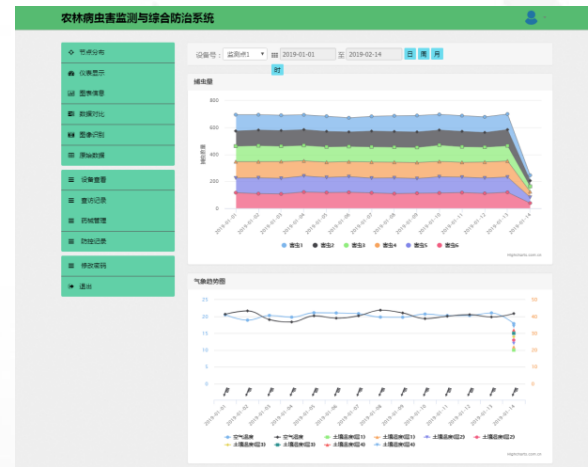 农林病虫害监测与综合防治系统
节点分布
仪表显示
图表信息
数据对比
图像识别
原始数据
设备查看
查访记录
药械管理
防控记录
修改密码
退出
设备号： 监测点1 2019-01-01 至 2019-02-14 日 周 月
时
捕虫量
800
600
400
200
0
捕虫数量
2019-01-01 2019-01-02 2019-01-03 2019-01-04 2019-01-05 2019-01-06 2019-01-07 2019-01-08 2019-01-09 2019-01-10 2019-01-11 2019-01-12 2019-01-13 2019-01-14
害虫1 害虫2 害虫3 害虫4 害虫5 害虫6
Highcharts.com.cn
气象趋势图
25 50
20 40
15 30
10 20
5 10
0 0
2019-01-01 2019-01-02 2019-01-03 2019-01-04 2019-01-05 2019-01-06 2019-01-07 2019-01-08 2019-01-09 2019-01-10 2019-01-11 2019-01-12 2019-01-13 2019-01-14
空气温度 空气湿度
Highcharts.com.cn